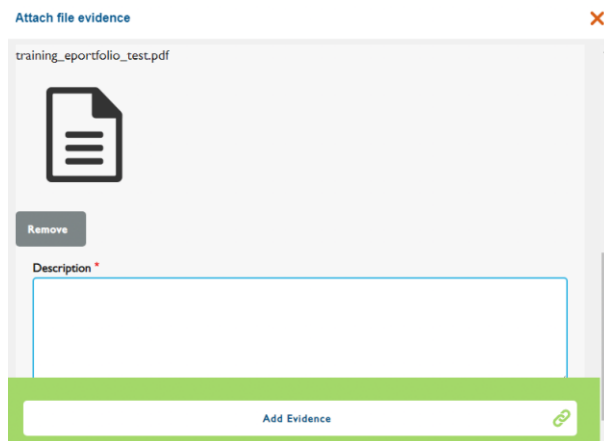 Attach file evidence
training_eportfolio_test.pdf
Remove
Description *
Add Evidence